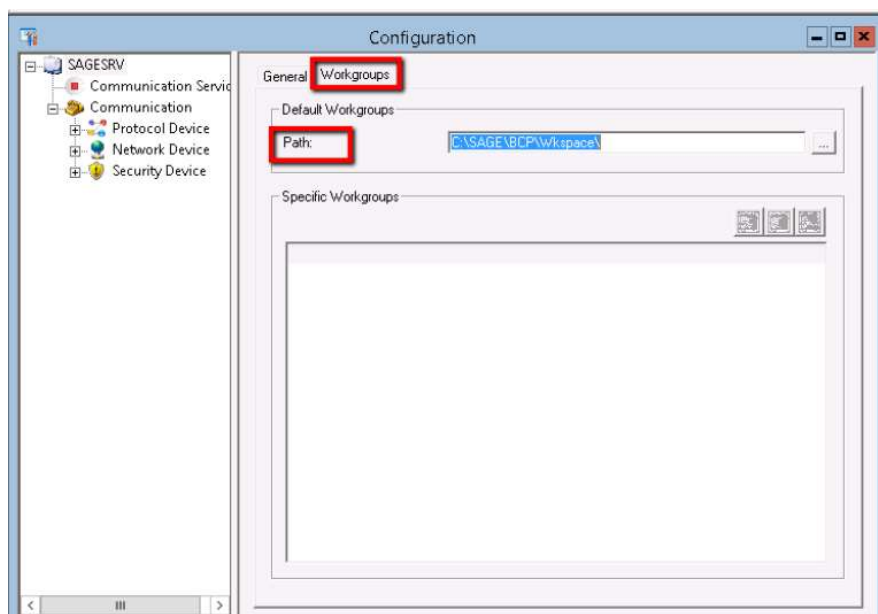 Configuration
SAGESRV
Communication Servic
Communication
Protocol Device
Network Device
Security Device
General
Workgroups
Default Workgroups
Path:
C:\SAGE\BCP\Wkspace\
...
Specific Workgroups